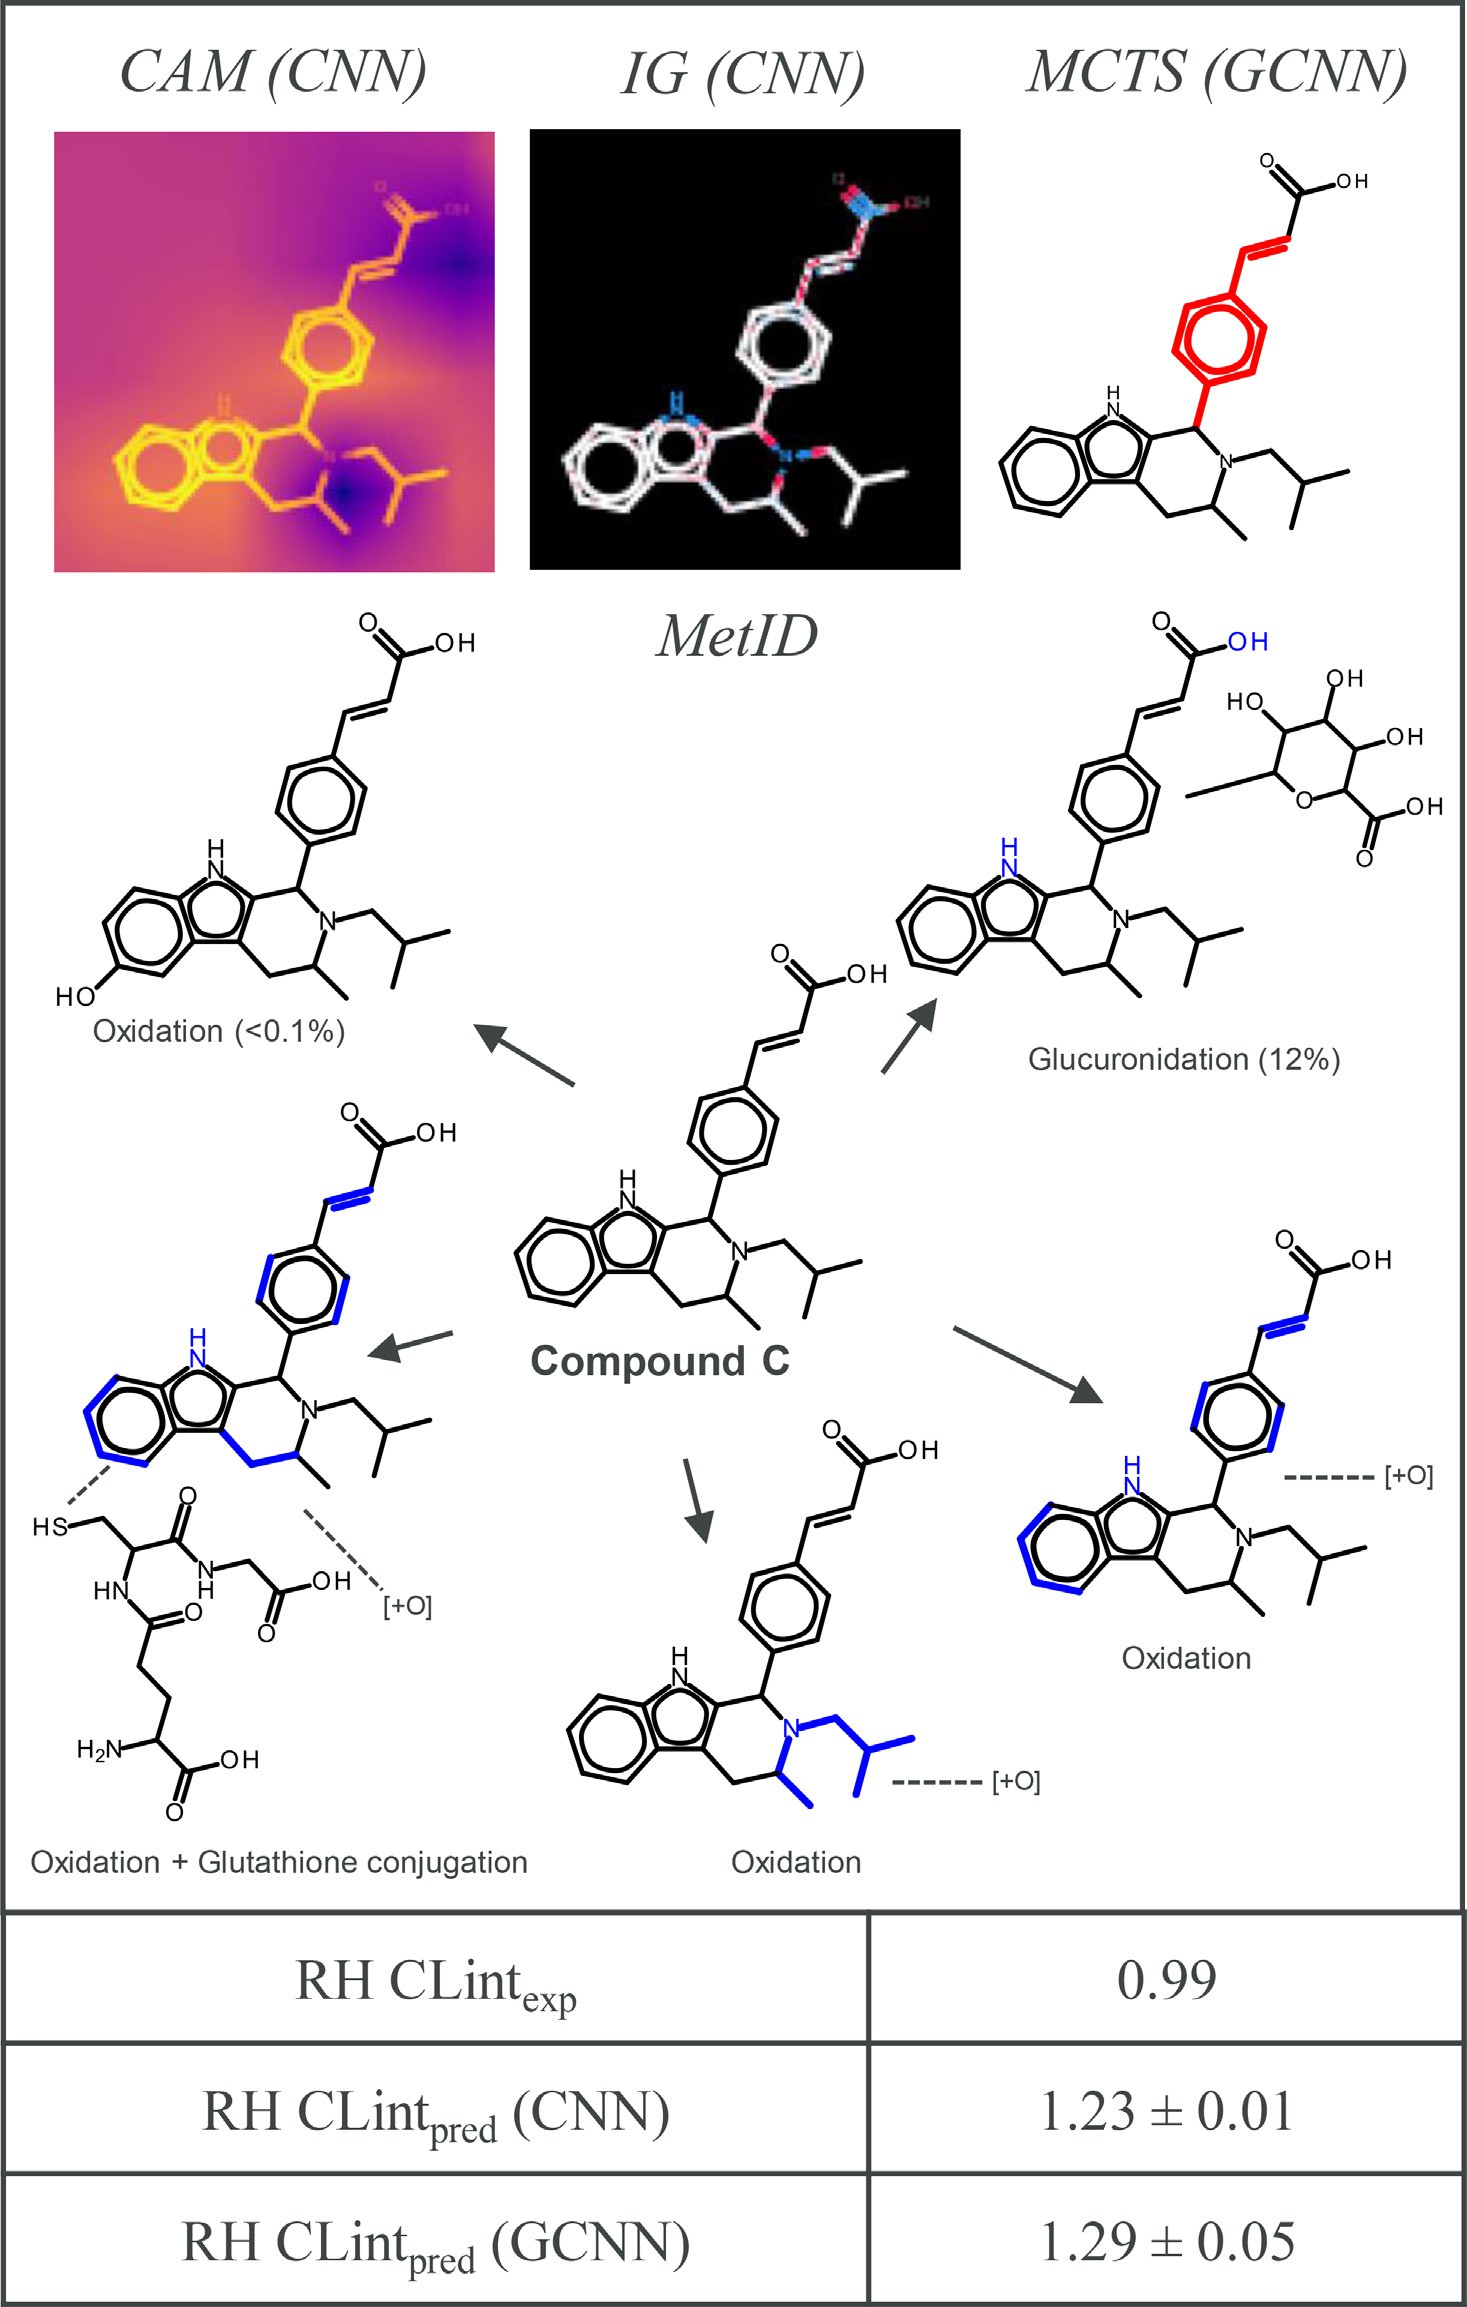 CAM (CNN) IG (CNN) MCTS (GCNN)
O OH
O OH
O OH
H
N
H
N
H
N
N
N
N
MetID
O OH
H
N
N
HO
Oxidation (<0.1%)
O OH
OH
HO
OH
O
OH
O
H
N
N
Glucuronidation (12%)
O OH
H
N
N
Compound C
O OH
H
N
N
HS
O
N
H
OH
O
HN
O
[+O]
H2N
OH
O
Oxidation + Glutathione conjugation
O OH
H
N
N
[+O]
Oxidation
O OH
H
N
N
[+O]
Oxidation
RH CLintexp 0.99
RH CLintpred (CNN) 1.23 ± 0.01
RH CLintpred (GCNN) 1.29 ± 0.05